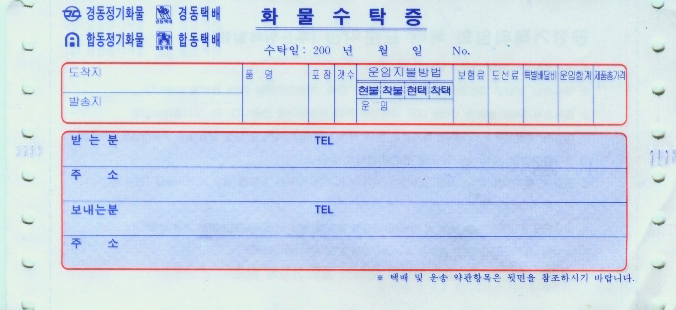 경동정기화물 경동택배
합동정기화물 합동택배
화물수탁증
수탁일 : 200 년 월 일 No.
도착지 품 명 포장 갯수 운임지불방법 보험료 도선료 특별배달비 운임합계 제품총가격
현불 착불 현택 착택
발송지 운 임
받 는 분 TEL
주 소
보내는분 TEL
주 소
※ 택배 및 운송 약관항목은 뒷면을 참조하시기 바랍니다.